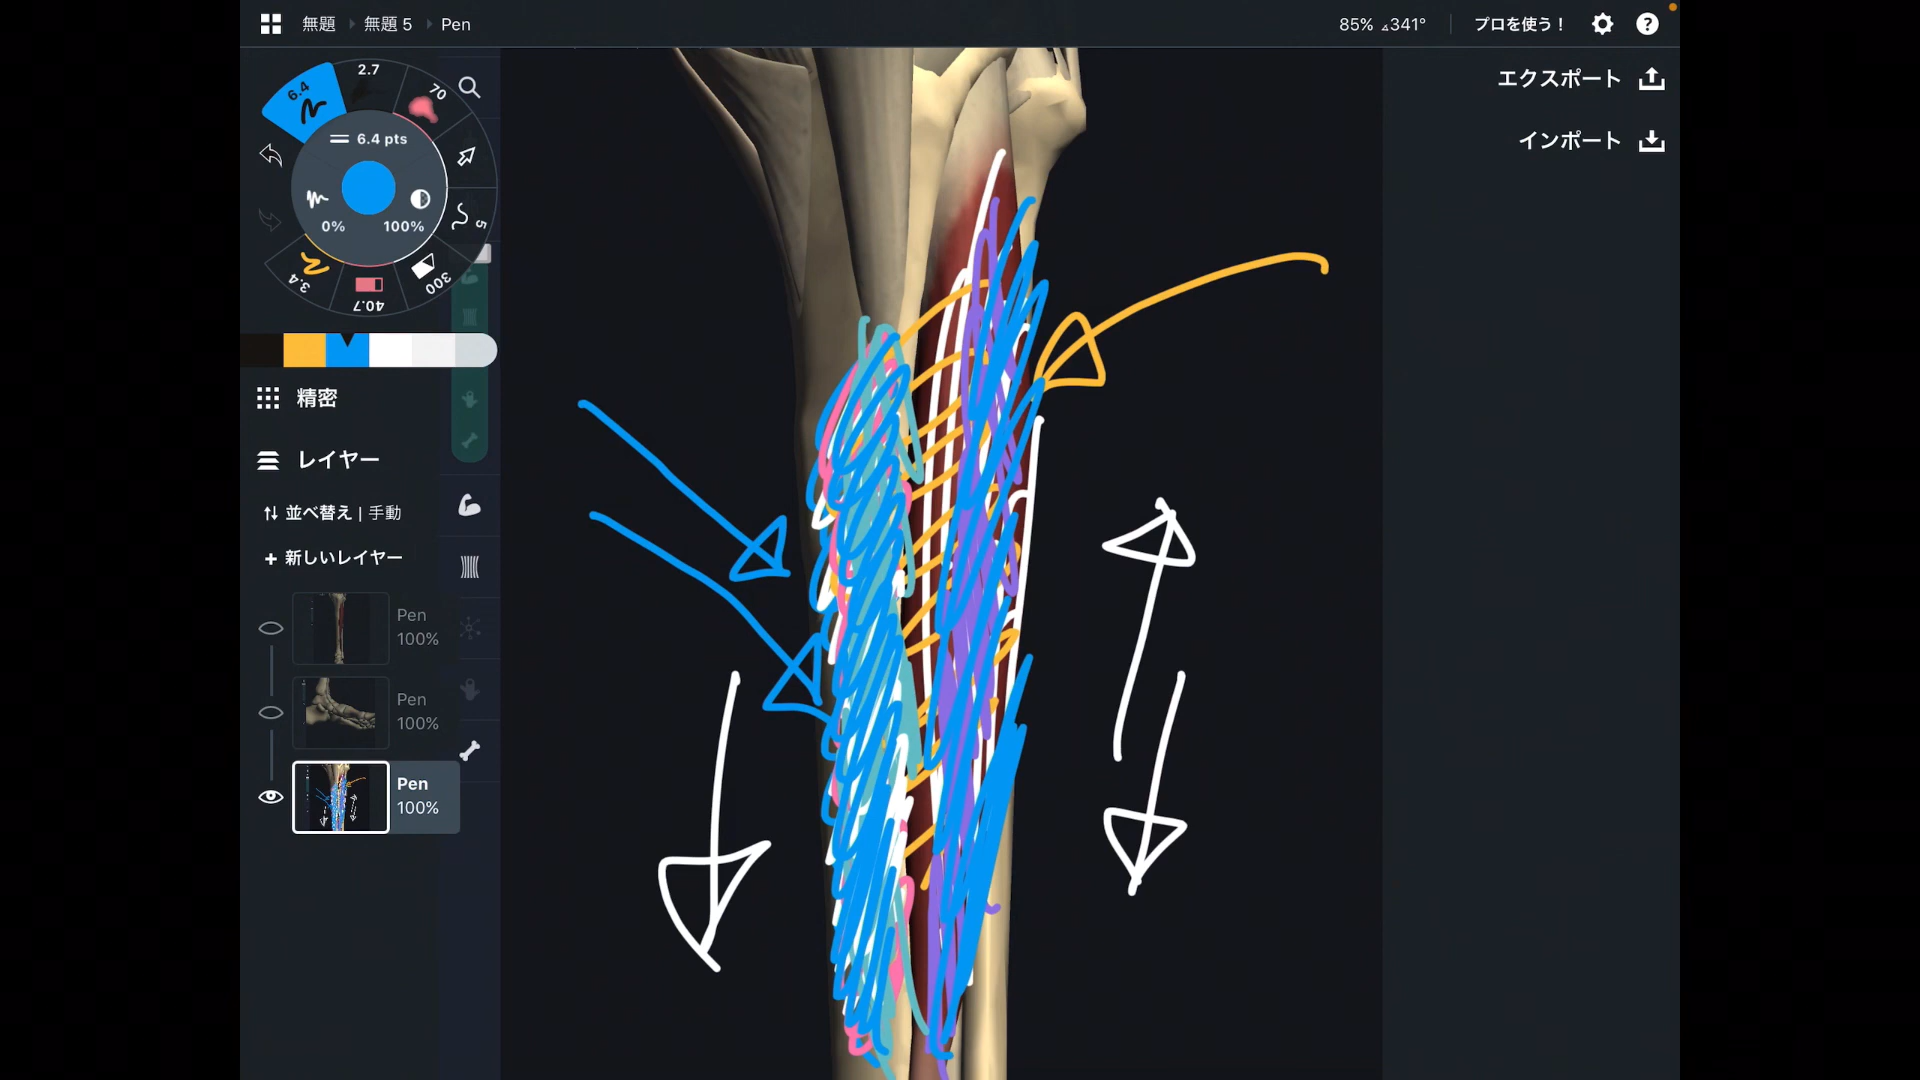 無題 無題 5 Pen
85% ⊿341° プロを使う！
エクスポート
インポート
2.7
6.4
70
6.4 pts
5
0% 100%
3.4
40.7
300
精密
レイヤー
並べ替え | 手動
+ 新しいレイヤー
Pen
100%
Pen
100%
Pen
100%